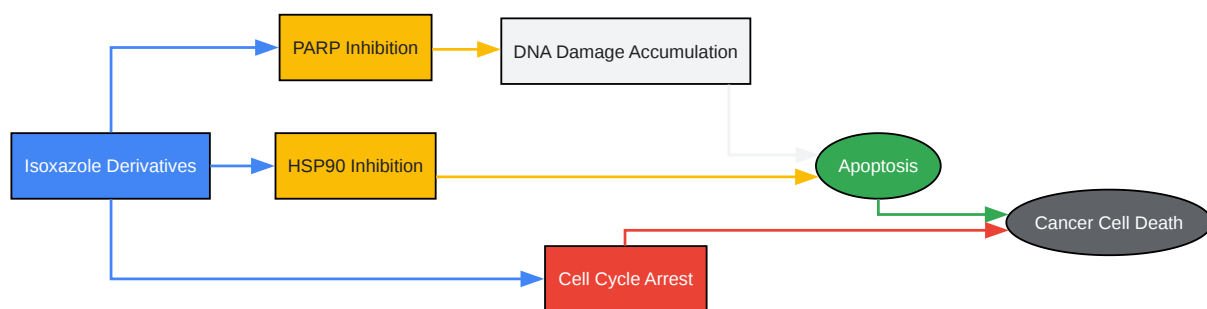 PARP Inhibition
DNA Damage Accumulation
Isoxazole Derivatives
HSP90 Inhibition
Apoptosis
Cancer Cell Death
Cell Cycle Arrest